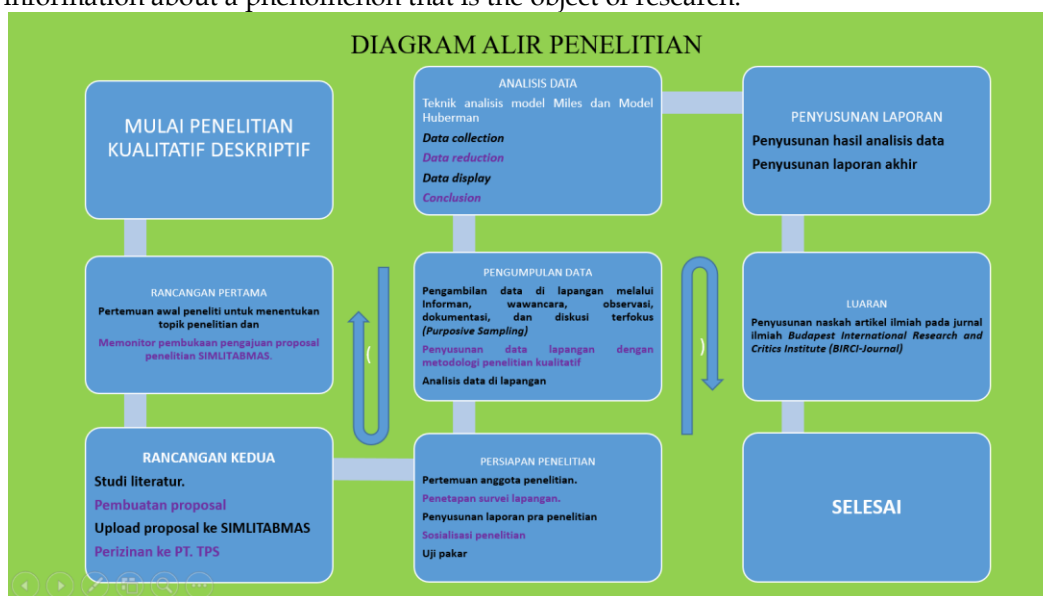 information about a phenomenon that is the object of research.
DIAGRAM ALIR PENELITIAN
MULAI PENELITIAN
KUALITATIF DESKRIPTIF
RANCANGAN PERTAMA
Pertemuan awal peneliti untuk menentukan
topik penelitian dan
Memonitor pembukaan pengajuan proposal
penelitian SIMLITABMAS.
RANCANGAN KEDUA
Studi literatur.
Pembuatan proposal
Upload proposal ke SIMLITABMAS
Perizinan ke PT. TPS
PERSIAPAN PENELITIAN
Pertemuan anggota penelitian.
Penetapan survei lapangan.
Penyusunan laporan pra penelitian
Sosialisasi penelitian
Uji pakar
PENGUMPULAN DATA
Pengambilan data di lapangan melalui
Informan, wawancara, observasi,
dokumentasi, dan diskusi terfokus
(Purposive Sampling)
Penyusunan data lapangan dengan
metodologi penelitian kualitatif
Analisis data di lapangan
(
)
ANALISIS DATA
Teknik analisis model Miles dan Model
Huberman
Data collection
Data reduction
Data display
Conclusion
PENYUSUNAN LAPORAN
Penyusunan hasil analisis data
Penyusunan laporan akhir
LUARAN
Penyusunan naskah artikel ilmiah pada jurnal
ilmiah Budapest International Research and
Critics Institute (BIRCI-Journal)
SELESAI